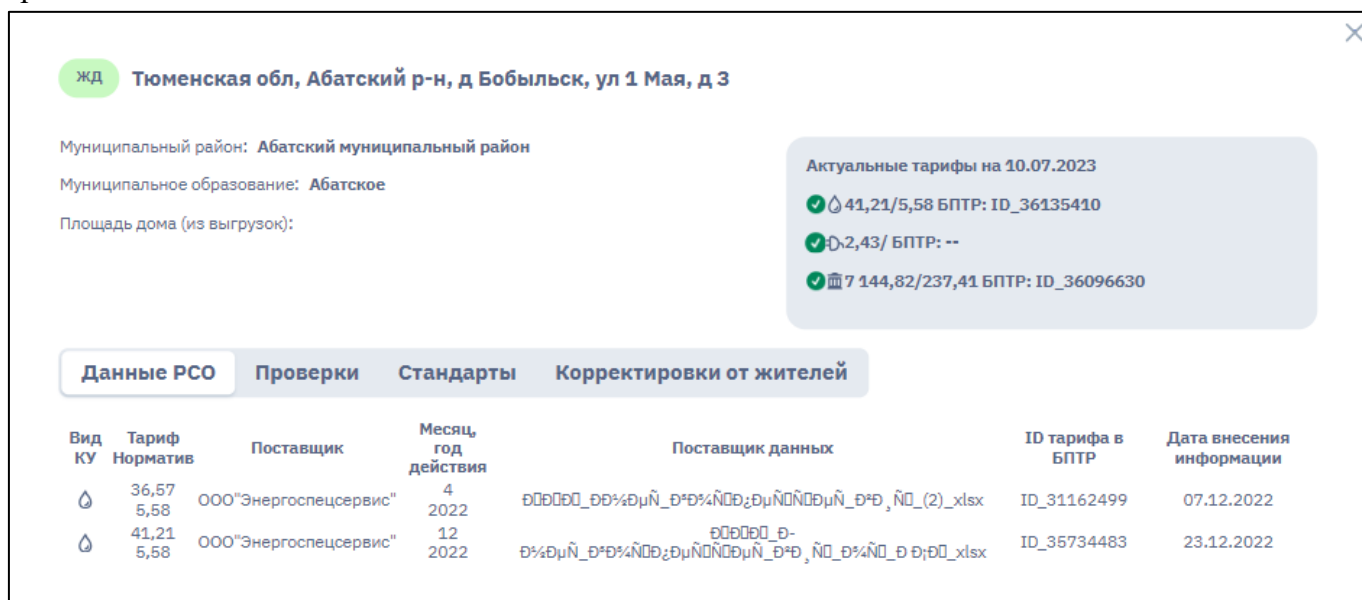 ЖД Тюменская обл, Абатский р-н, д Бобыльск, ул 1 Мая, д 3
Муниципальный район: Абатский муниципальный район
Муниципальное образование: Абатское
Площадь дома (из выгрузок):
Актуальные тарифы на 10.07.2023
41,21/5,58 БПТР: ID_36135410
2,43/ БПТР: --
7 144,82/237,41 БПТР: ID_36096630
Данные РСО Проверки Стандарты Корректировки от жителей
Вид КУ Тариф Норматив Поставщик Месяц, год действия Поставщик данных ID тарифа в БПТР Дата внесения информации
36,57 5,58 ООО"Энергоспецсервис" 4 2022 ID_31162499 07.12.2022
41,21 5,58 ООО"Энергоспецсервис" 12 2022 ID_35734483 23.12.2022